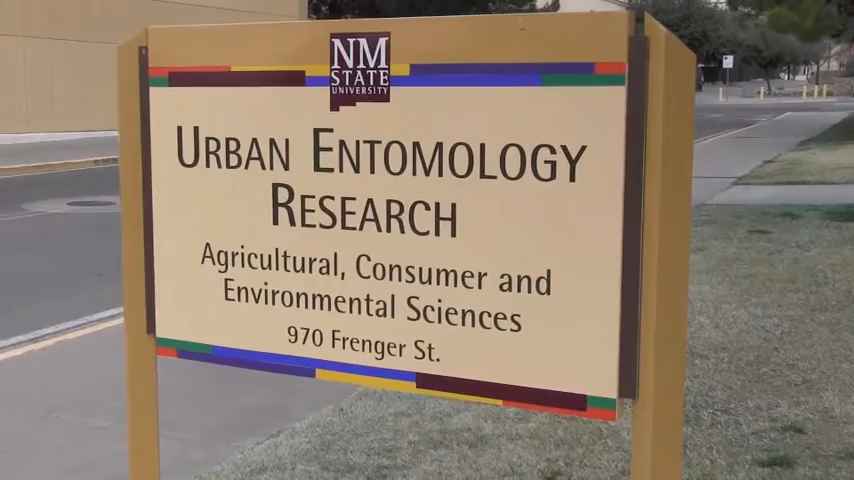 NM
STATE
UNIVERSITY
Urban Entomology
Research
Agricultural, Consumer and
Environmental Sciences
970 Frenger St.